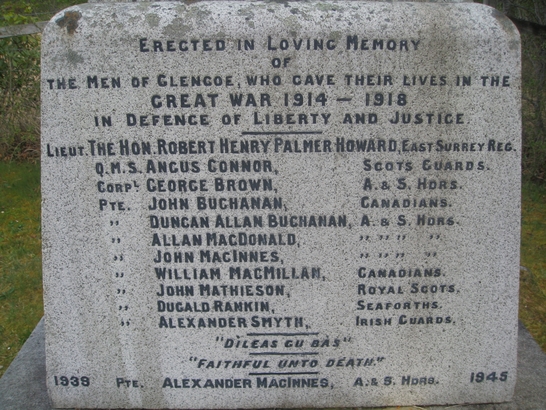 ERECTED IN LOVING MEMORY
OF
THE MEN OF GLENCOE, WHO GAVE THEIR LIVES IN THE
GREAT WAR 1914 – 1918
IN DEFENCE OF LIBERTY AND JUSTICE
LIEUT. THE HON. ROBERT HENRY PALMER HOWARD, EAST SURREY REG.
Q.M.S. ANGUS CONNOR, SCOTS GUARDS.
CORPL. GEORGE BROWN, A. & S. HDRS.
PTE. JOHN BUCHANAN, CANADIANS.
" DUNCAN ALLAN BUCHANAN, A. & S. HDRS.
" ALLAN MACDONALD, " " " "
" JOHN MACINNES, " " " "
" WILLIAM MACMILLAN, CANADIANS.
" JOHN MATHIESON, ROYAL SCOTS.
" DUGALD RANKIN, SEAFORTHS.
" ALEXANDER SMYTH, IRISH GUARDS.
"DILEAS GU BAS"
"FAITHFUL UNTO DEATH."
1939 PTE. ALEXANDER MACINNES, A. & S. HDRS. 1945